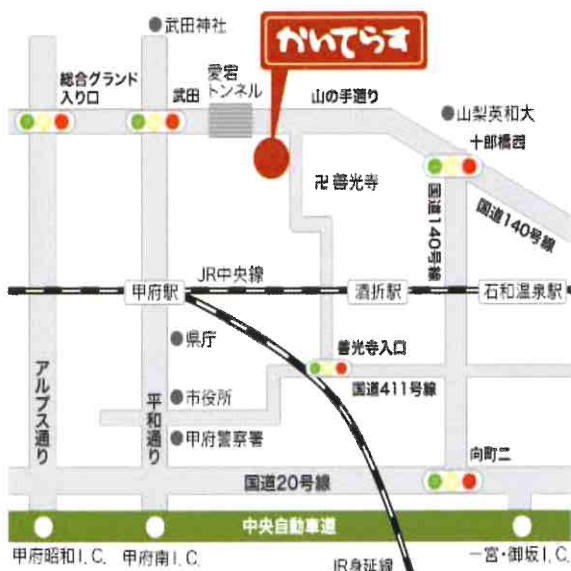 武田神社
かいてらす
総合グランド
入り口
武田
愛宕
トンネル
山の手通り
山梨英和大
十郎橋西
卍善光寺
国道140号線
国道140号線
JR中央線
甲府駅
酒折駅
石和温泉駅
県庁
善光寺入口
国道411号線
アルプス通り
平和通り
市役所
甲府警察署
向町二
国道20号線
中央自動車道
甲府昭和I.C.
甲府南I.C.
JR身延線
一宮・御坂I.C.